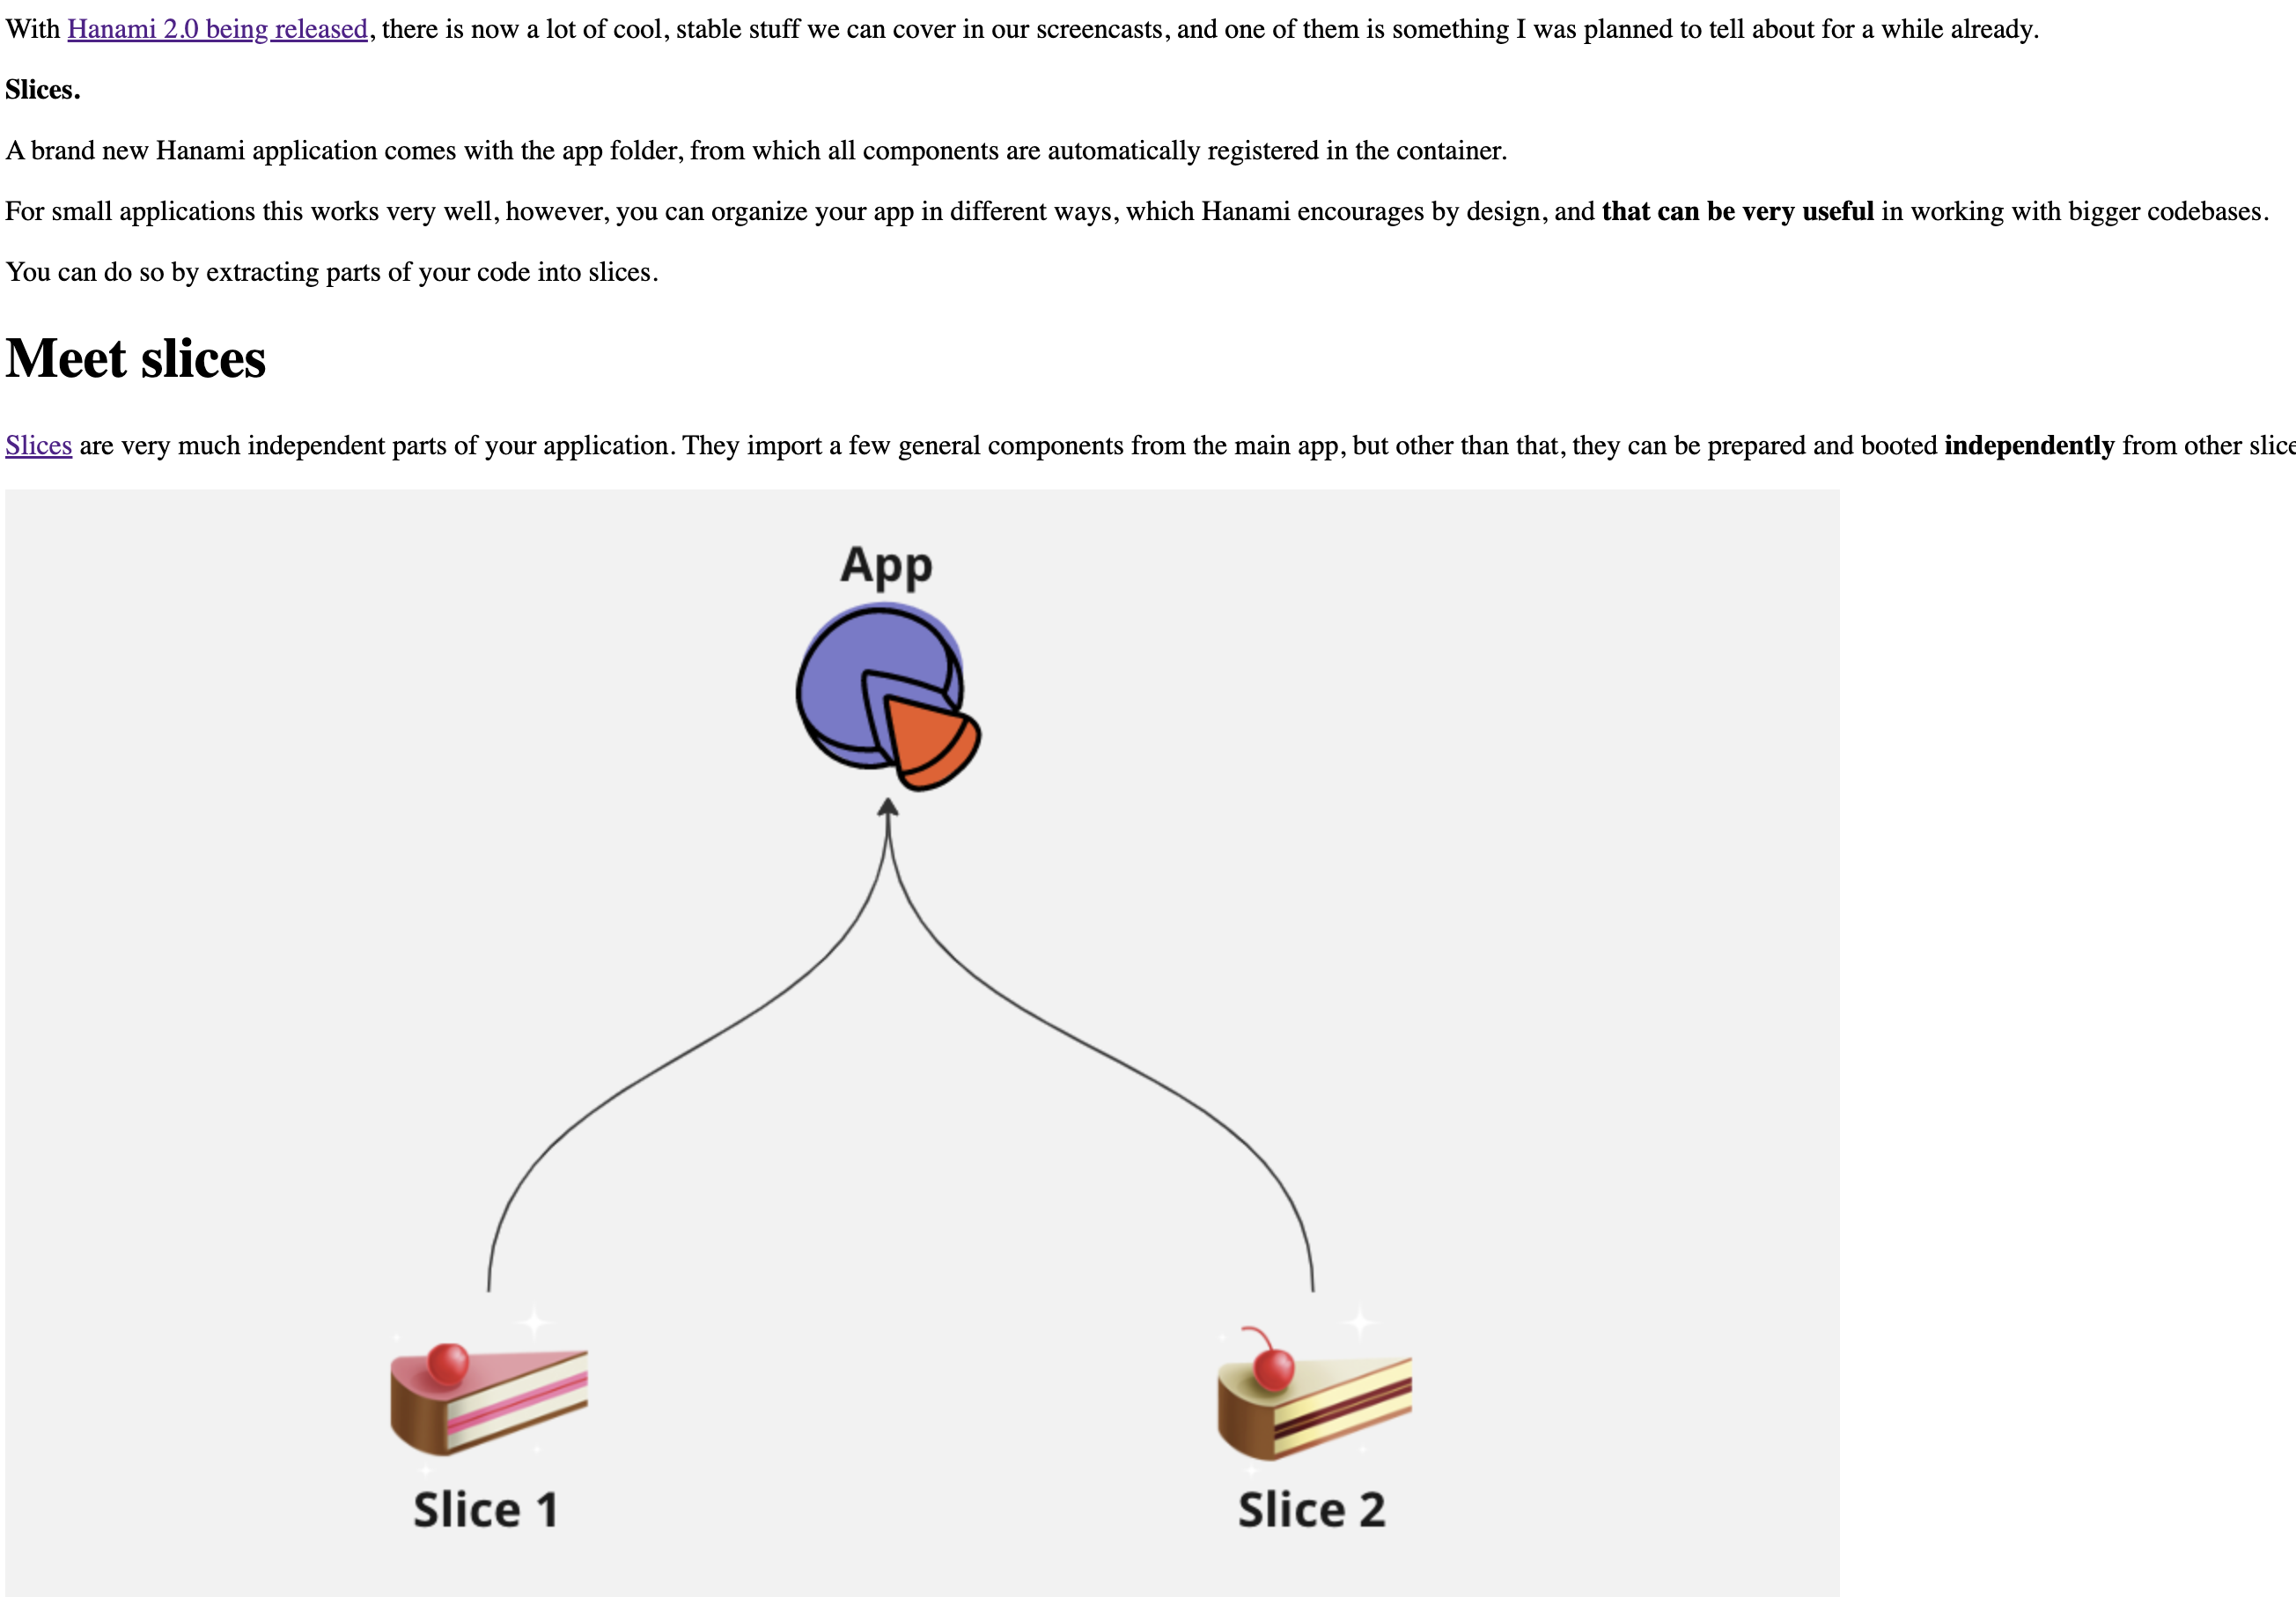 With Hanami 2.0 being released, there is now a lot of cool, stable stuff we can cover in our screencasts, and one of them is something I was planned to tell about for a while already.
Slices.
A brand new Hanami application comes with the app folder, from which all components are automatically registered in the container.
For small applications this works very well, however, you can organize your app in different ways, which Hanami encourages by design, and that can be very useful in working with bigger codebases.
You can do so by extracting parts of your code into slices.
Meet slices
Slices are very much independent parts of your application. They import a few general components from the main app, but other than that, they can be prepared and booted independently from other slice
App
Slice 1
Slice 2